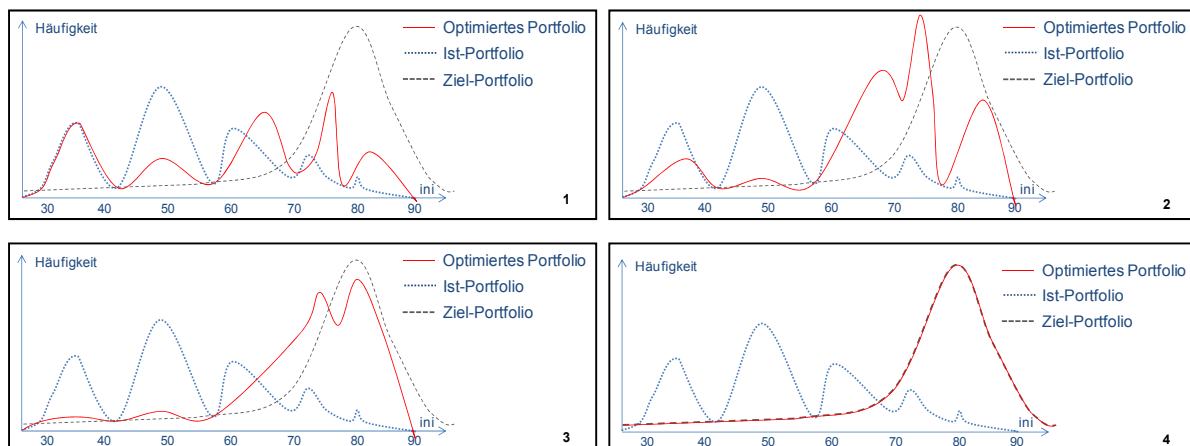 Häufigkeit
Optimiertes Portfolio
Ist-Portfolio
Ziel-Portfolio
ini
30 40 50 60 70 80 90
1
Häufigkeit
Optimiertes Portfolio
Ist-Portfolio
Ziel-Portfolio
ini
30 40 50 60 70 80 90
2
Häufigkeit
Optimiertes Portfolio
Ist-Portfolio
Ziel-Portfolio
ini
30 40 50 60 70 80 90
3
Häufigkeit
Optimiertes Portfolio
Ist-Portfolio
Ziel-Portfolio
ini
30 40 50 60 70 80 90
4